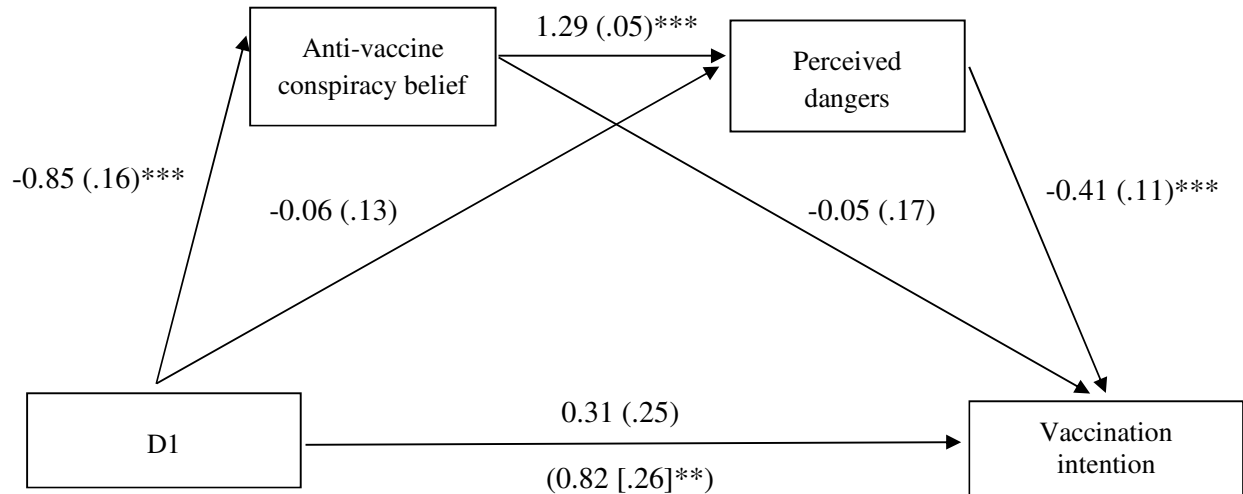 1.29 (.05)***
Anti-vaccine
conspiracy belief
Perceived
dangers
-0.85 (.16)***
-0.06 (.13)
-0.05 (.17)
-0.41 (.11)***
D1
0.31 (.25)
(0.82 [.26]**)
Vaccination
intention